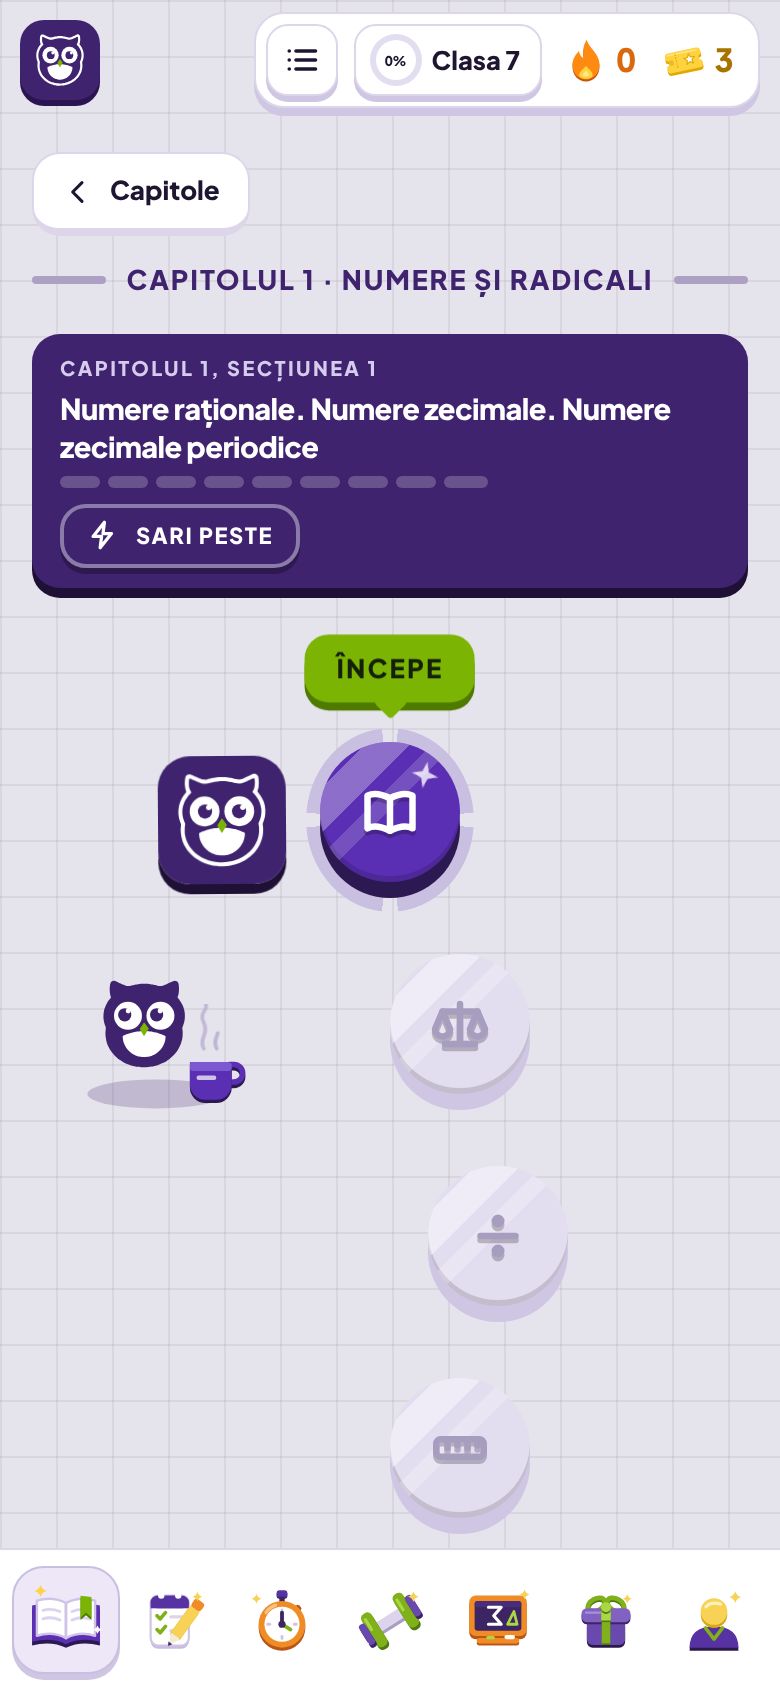 0%
Clasa 7
0
3
Capitole
CAPITOLUL 1 · NUMERE ȘI RADICALI
CAPITOLUL 1, SECȚIUNEA 1
Numere raționale. Numere zecimale. Numere
zecimale periodice
SARI PESTE
ÎNCEPE